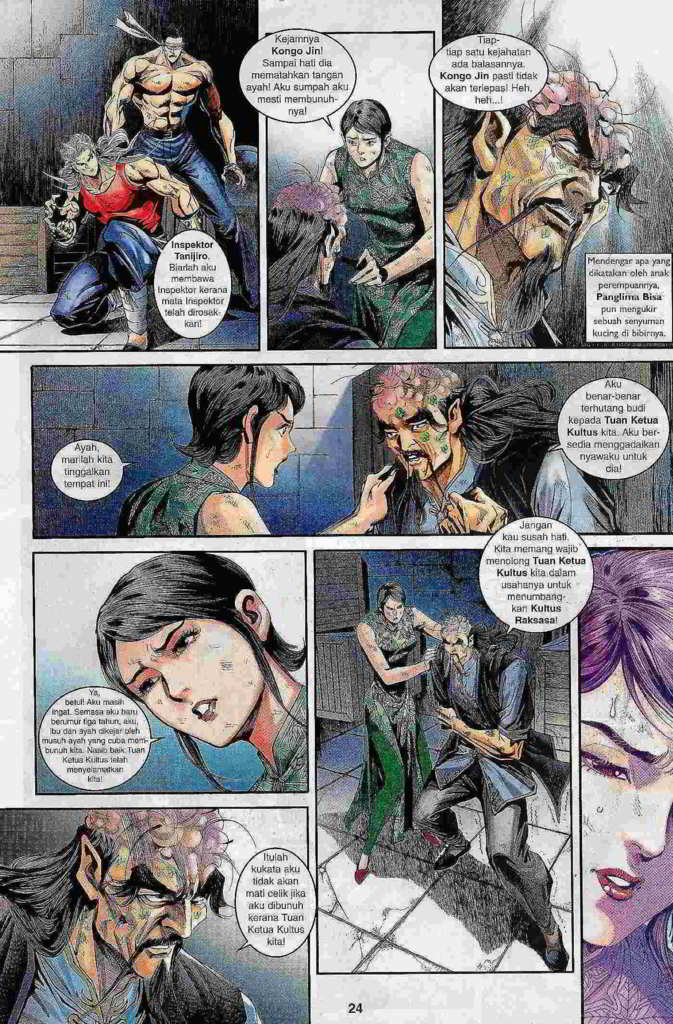 Inspektor
Tanijiro.
Biarlah aku
membawa
Inspektor kerana
mata Inspektor
telah dirosak-
kan!
Kejamnya
Kongo Jin!
Sampai hati dia
mematahkan tangan
ayah! Aku sumpah aku
mesti membunuh-
nya!
Tiap-
tiap satu kejahatan
ada balasannya.
Kongo Jin pasti tidak
akan terlepas! Heh,
heh...!
Mendengar apa yang
dikatakan oleh anak
perempuannya,
Panglima Bisa
pun mengukir
sebuah senyuman
kucing di bibirnya.
Ayah,
marilah kita
tinggalkan
tempat ini!
Aku
benar-benar
terhutang budi
kepada Tuan Ketua
Kultus kita. Aku ber-
sedia menggadaikan
nyawaku untuk
dia!
Ya,
betul! Aku masih
ingat. Semasa aku baru
berumur tiga tahun, aku,
ibu dan ayah dikejar oleh
musuh ayah yang cuba mem-
bunuh kita. Nasib baik Tuan
Ketua Kultus telah
menyelamatkan
kita!
Jangan
kau susah hati.
Kita memang wajib
menolong Tuan Ketua
Kultus kita dalam
usahanya untuk
menumbang-
kan Kultus
Raksasa!
Itulah
kukata aku
tidak akan
mati celik jika
aku dibunuh
kerana Tuan
Ketua Kultus
kita!
24